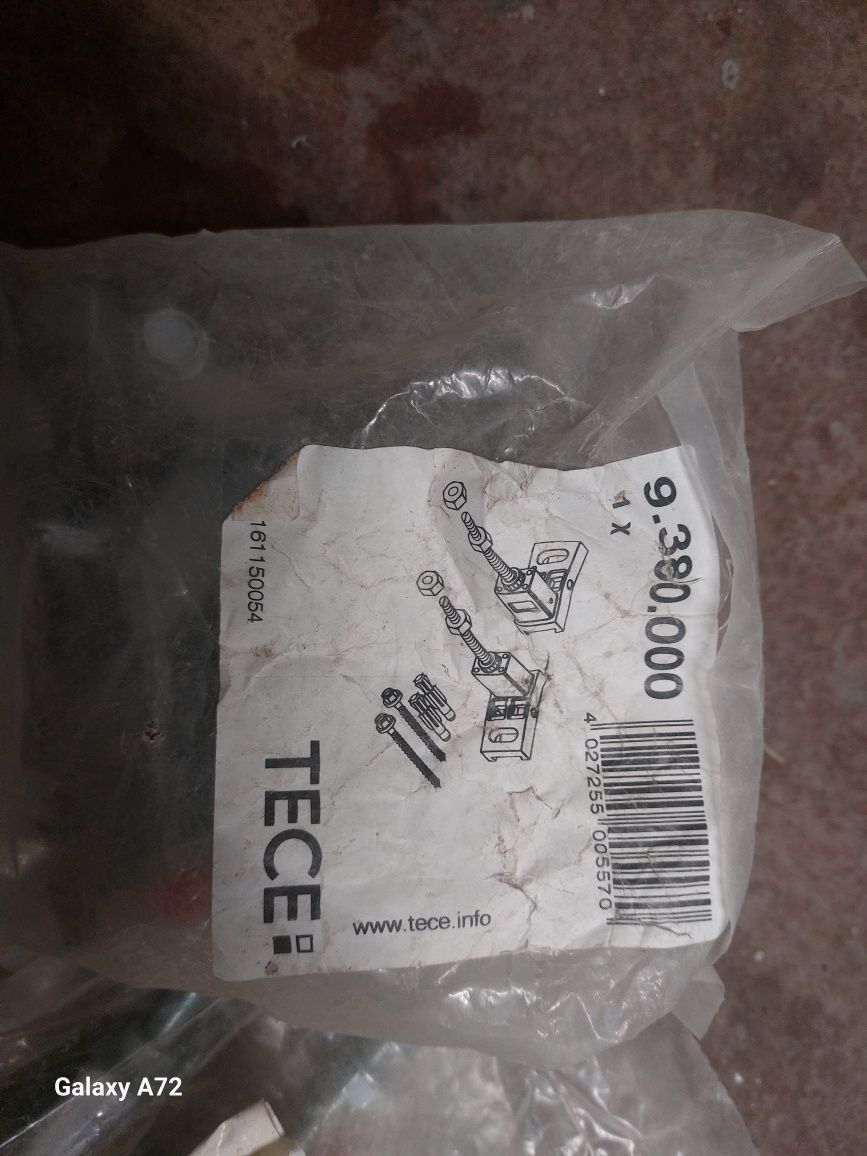 9.380.000
1 X
4 027255 005570
161150054
TECE
www.tece.info
Galaxy A72